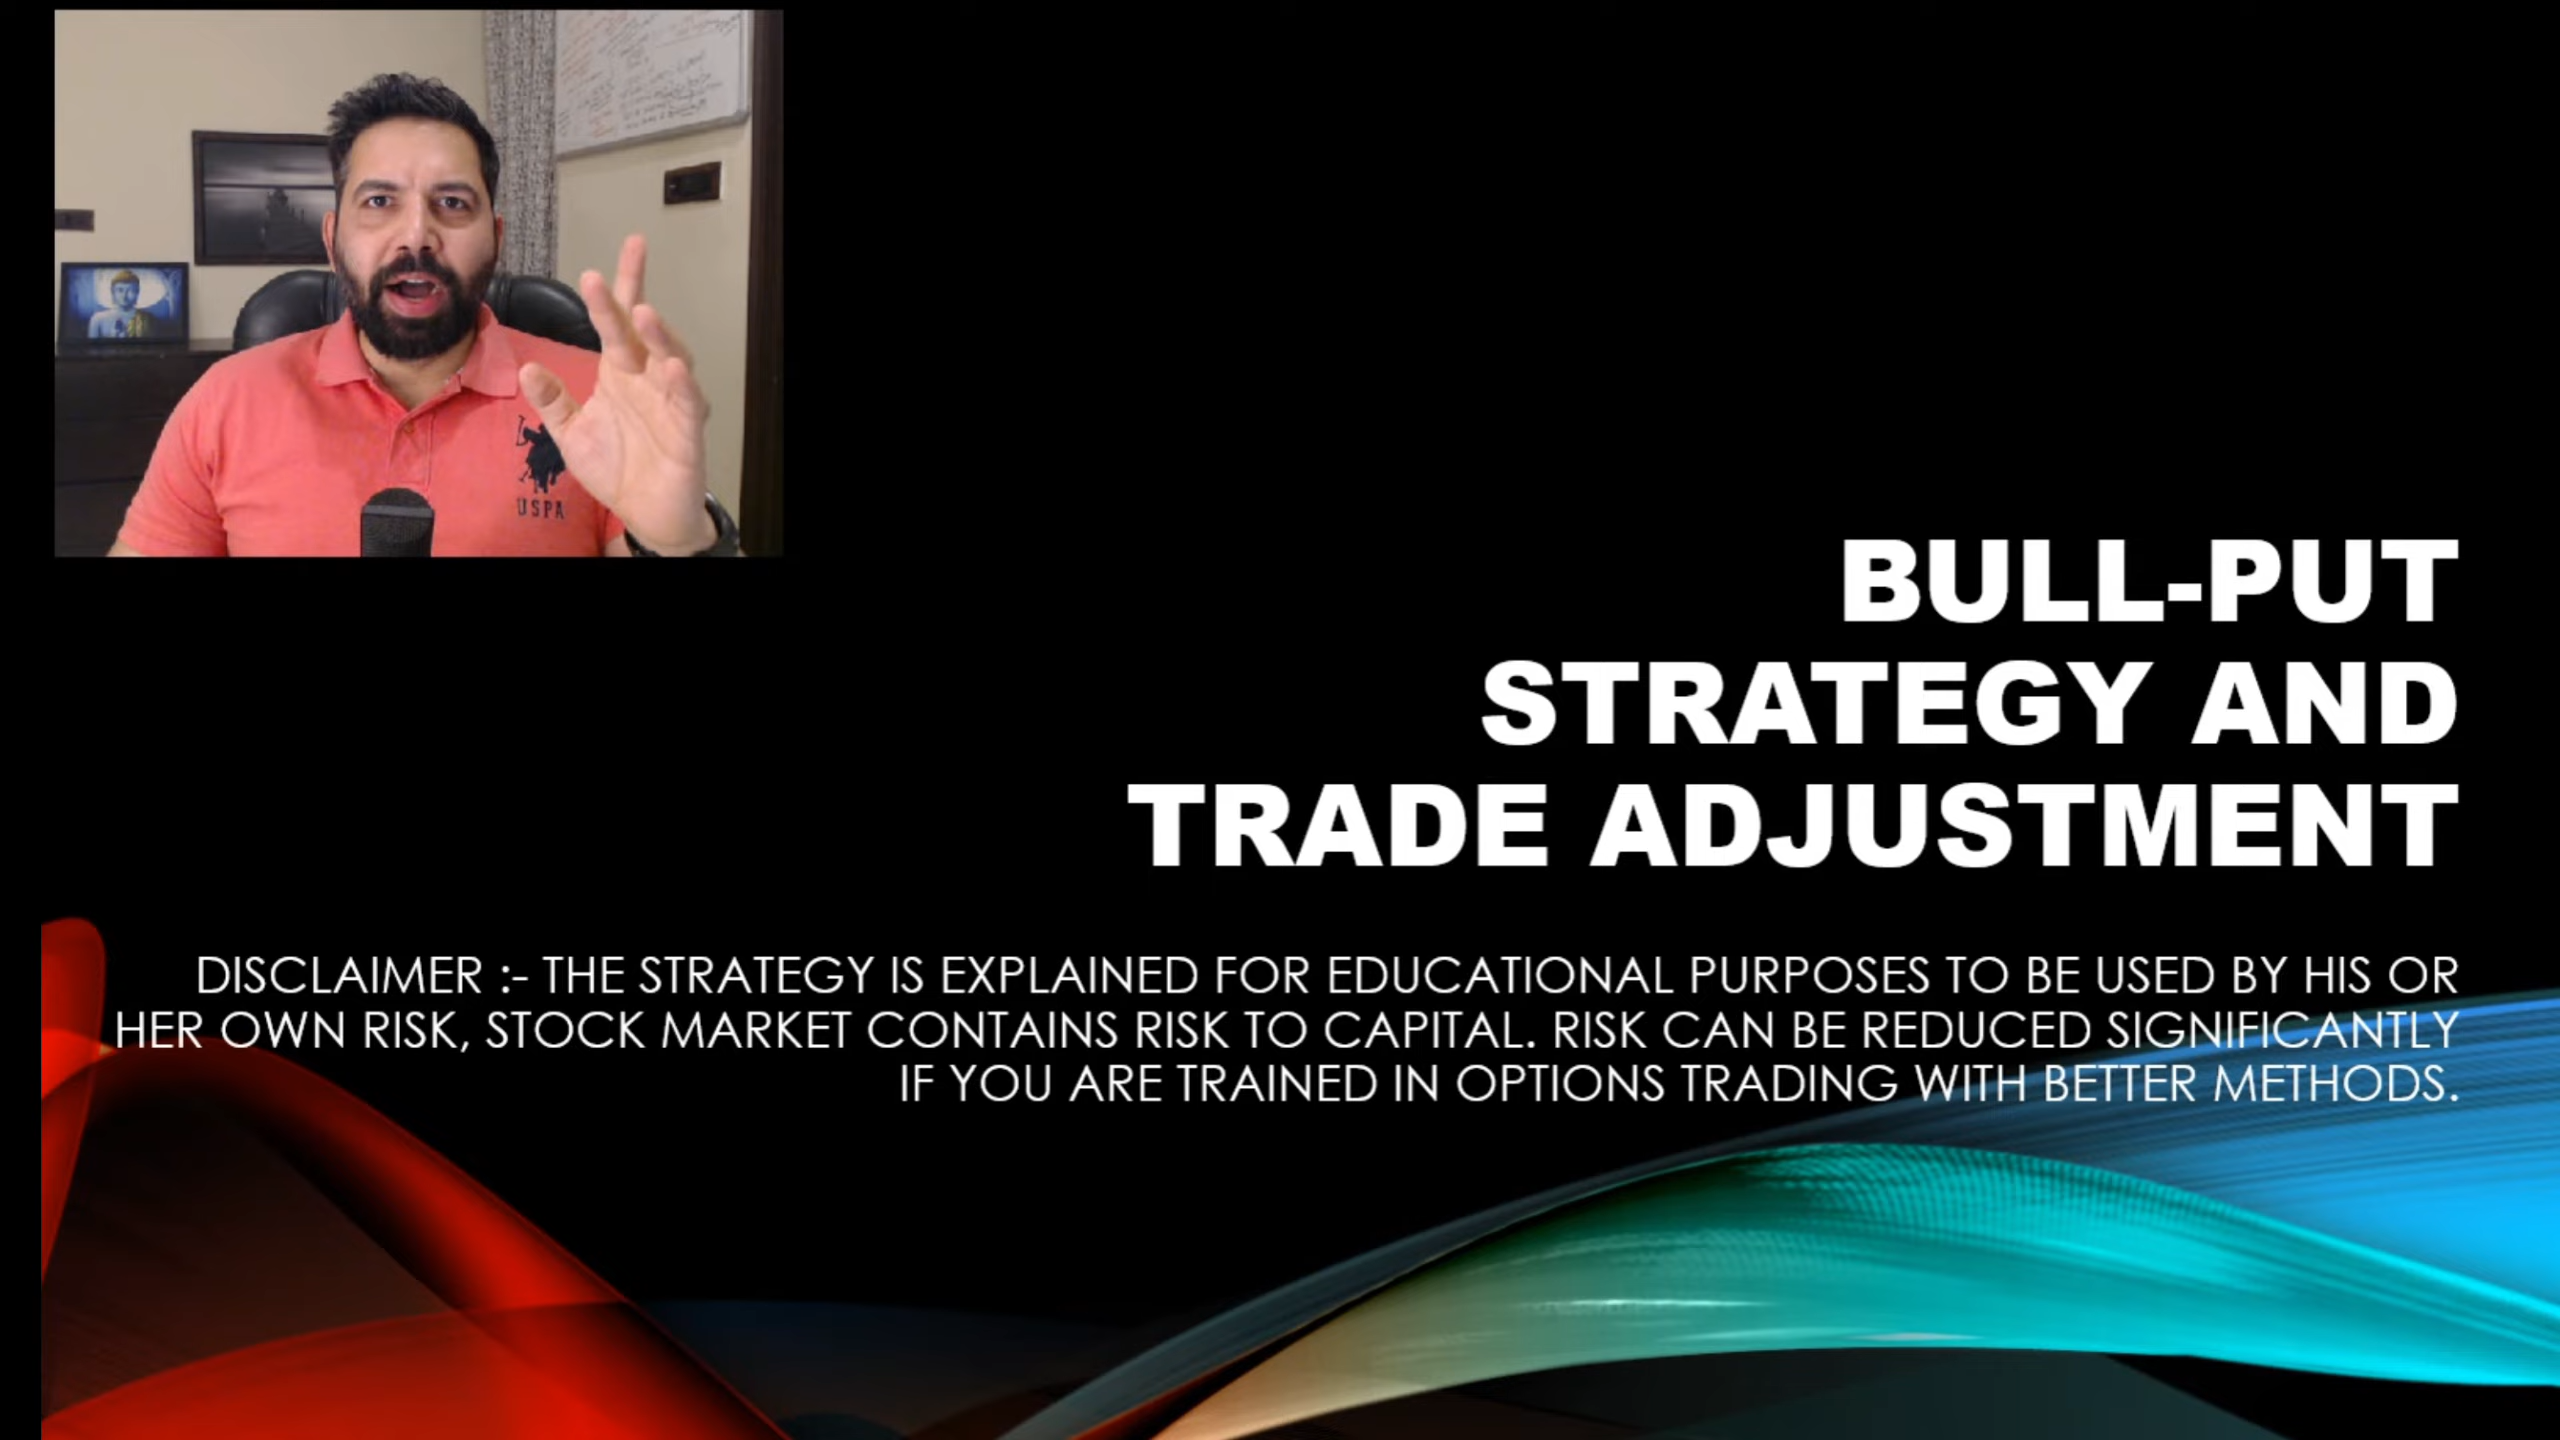 USPA
BULL-PUT
STRATEGY AND
TRADE ADJUSTMENT
DISCLAIMER :- THE STRATEGY IS EXPLAINED FOR EDUCATIONAL PURPOSES TO BE USED BY HIS OR
HER OWN RISK, STOCK MARKET CONTAINS RISK TO CAPITAL. RISK CAN BE REDUCED SIGNIFICANTLY
IF YOU ARE TRAINED IN OPTIONS TRADING WITH BETTER METHODS.